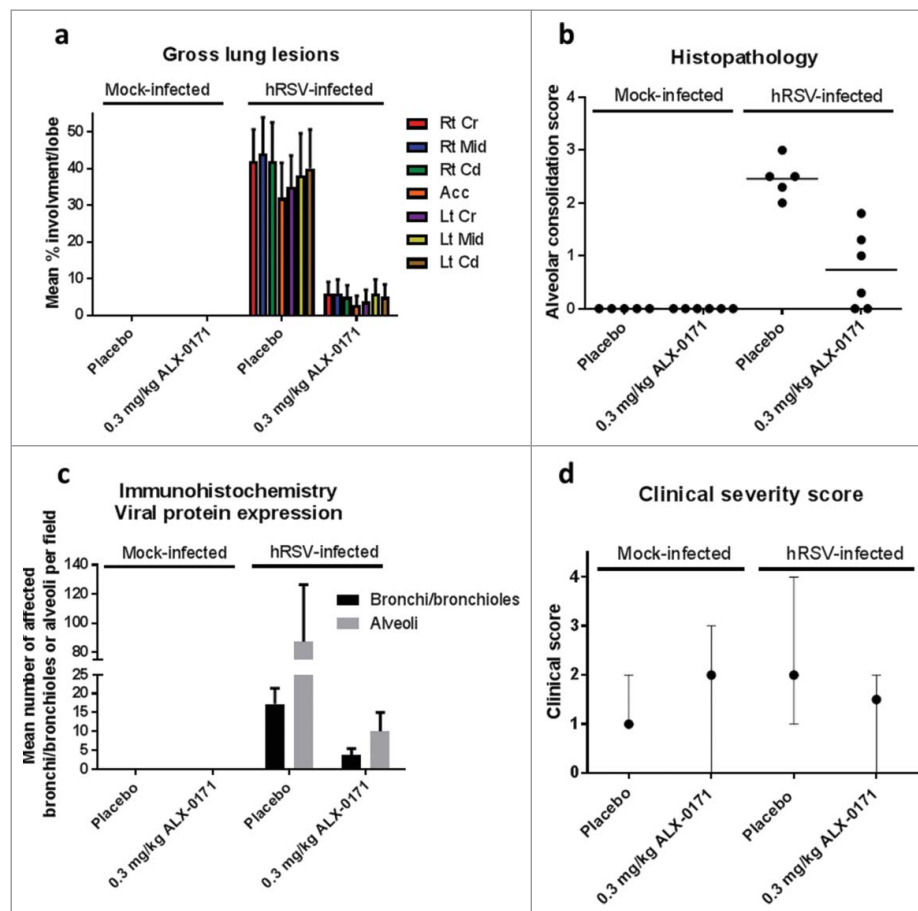 a
Gross lung lesions
Mock-infected
hRSV-infected
Mean % involvment/lobe
50
40
30
20
10
0
Placebo
0.3 mg/kg ALX-0171
Placebo
0.3 mg/kg ALX-0171
Rt Cr
Rt Mid
Rt Cd
Acc
Lt Cr
Lt Mid
Lt Cd
b
Histopathology
Mock-infected
hRSV-infected
Alveolar consolidation score
4
3
2
1
0
Placebo
0.3 mg/kg ALX-0171
Placebo
0.3 mg/kg ALX-0171
c
Immunohistochemistry
Viral protein expression
Mock-infected
hRSV-infected
Mean number of affected
bronchi/bronchioles or alveoli per field
140
120
100
80
25
20
15
10
5
0
Placebo
0.3 mg/kg ALX-0171
Placebo
0.3 mg/kg ALX-0171
Bronchi/bronchioles
Alveoli
d
Clinical severity score
Mock-infected
hRSV-infected
Clinical score
4
3
2
1
0
Placebo
0.3 mg/kg ALX-0171
Placebo
0.3 mg/kg ALX-0171